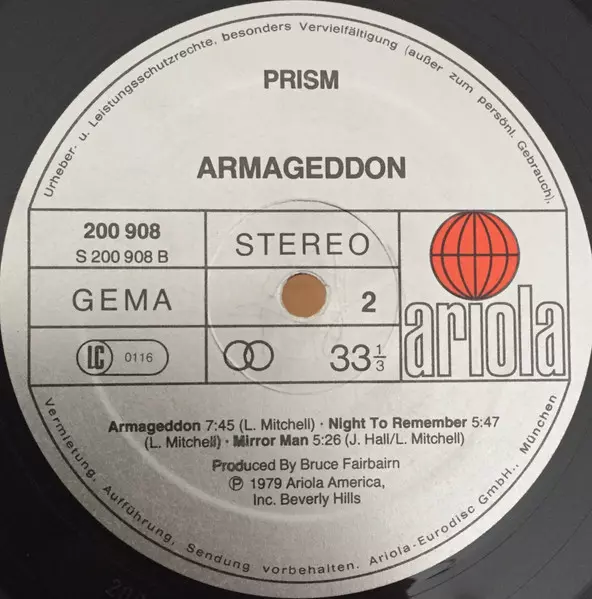 Urheber- u. Leistungsschutzrechte, besonders Vervielfältigung (außer zum persönl. Gebrauch),
PRISM
ARMAGEDDON
200 908
S 200 908 B
STEREO
GEMA
2
LC 0116
33 1/3
ariola
Armageddon 7:45 (L. Mitchell) · Night To Remember 5:47
(L. Mitchell) · Mirror Man 5:26 (J. Hall/L. Mitchell)
Produced By Bruce Fairbairn
℗ 1979 Ariola America,
Inc. Beverly Hills
Vermietung, Aufführung, Sendung vorbehalten. Ariola-Eurodisc GmbH., München